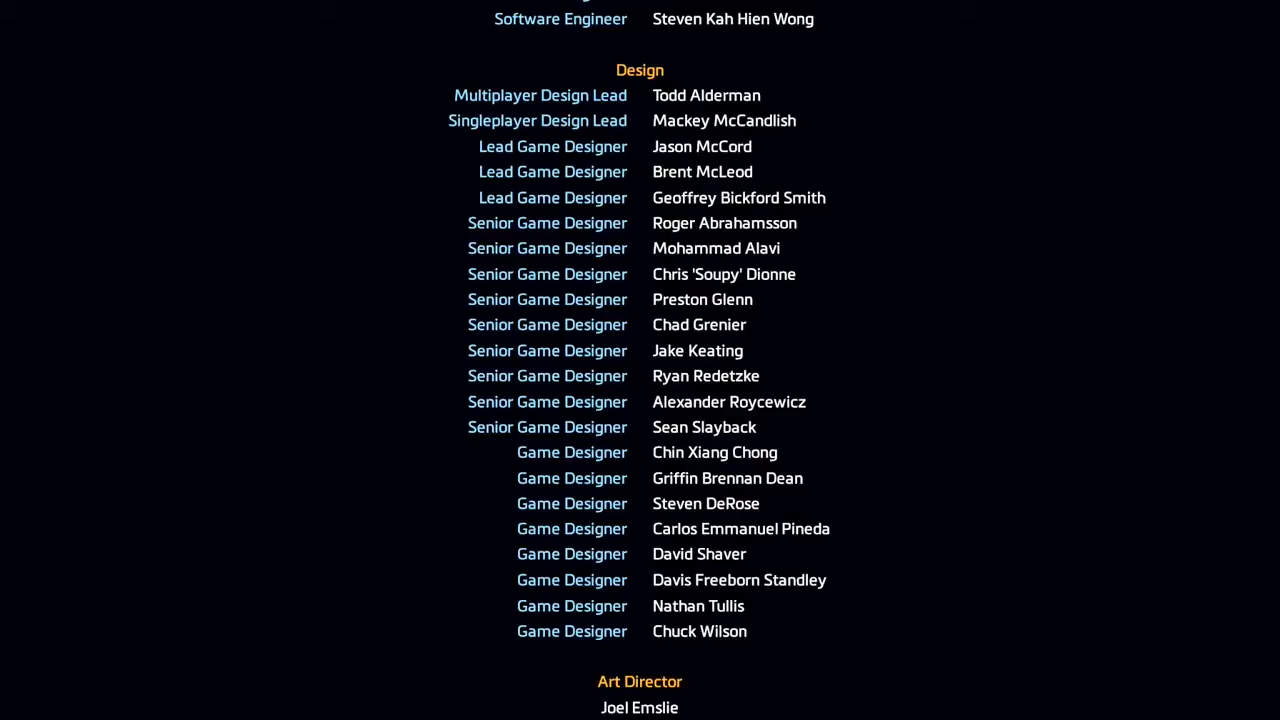 Software Engineer Steven Kah Hien Wong
Design
Multiplayer Design Lead Todd Alderman
Singleplayer Design Lead Mackey McCandlish
Lead Game Designer Jason McCord
Lead Game Designer Brent McLeod
Lead Game Designer Geoffrey Bickford Smith
Senior Game Designer Roger Abrahamsson
Senior Game Designer Mohammad Alavi
Senior Game Designer Chris 'Soupy' Dionne
Senior Game Designer Preston Glenn
Senior Game Designer Chad Grenier
Senior Game Designer Jake Keating
Senior Game Designer Ryan Redetzke
Senior Game Designer Alexander Roycewicz
Senior Game Designer Sean Slayback
Game Designer Chin Xiang Chong
Game Designer Griffin Brennan Dean
Game Designer Steven DeRose
Game Designer Carlos Emmanuel Pineda
Game Designer David Shaver
Game Designer Davis Freeborn Standley
Game Designer Nathan Tullis
Game Designer Chuck Wilson
Art Director
Joel Emslie